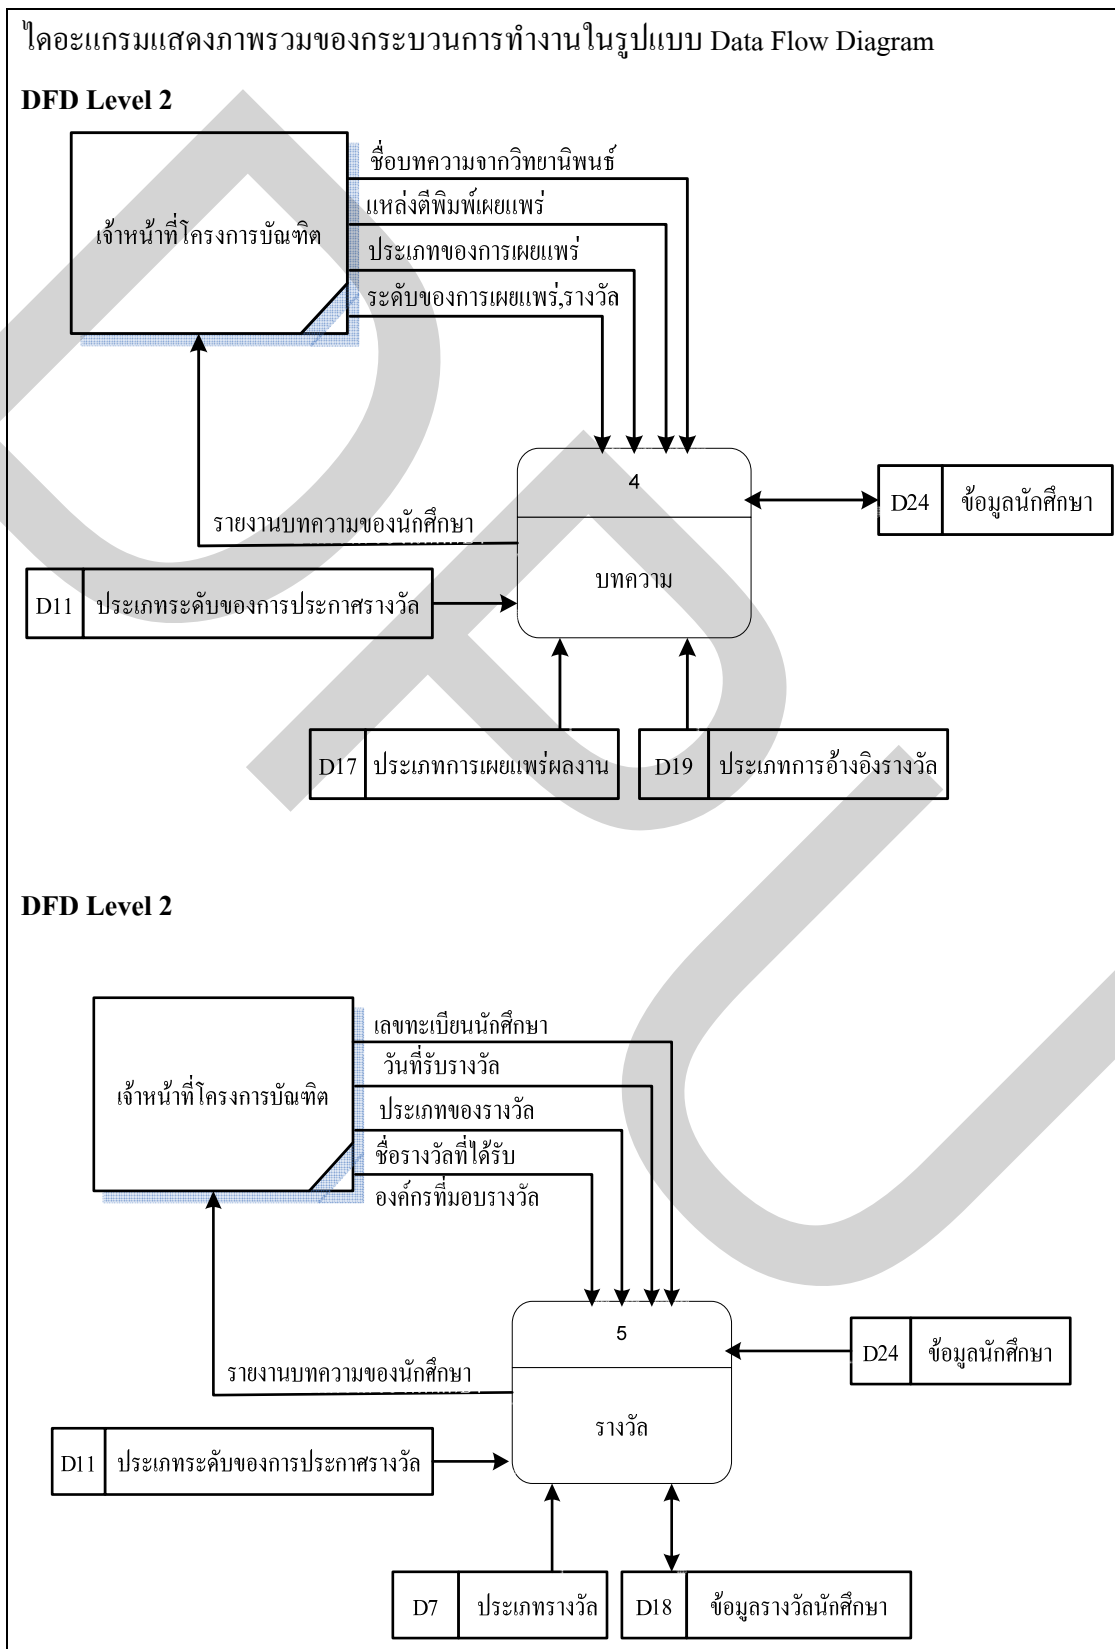 ไดอะแกรมแสดงภาพรวมของกระบวนการทำงานในรูปแบบ Data Flow Diagram
DFD Level 2
ชื่อบทความจากวิทยานิพนธ์
แหล่งตีพิมพ์เผยแพร่
เจ้าหน้าที่โครงการบัณฑิต
ประเภทของการเผยแพร่
ระดับของการเผยแพร่,รางวัล
4
D24 ข้อมูลนักศึกษา
รายงานบทความของนักศึกษา
บทความ
D11 ประเภทระดับของการประกาศรางวัล
D17 ประเภทการเผยแพร่ผลงาน
D19 ประเภทการอ้างอิงรางวัล
DFD Level 2
เลขทะเบียนนักศึกษา
วันที่รับรางวัล
เจ้าหน้าที่โครงการบัณฑิต
ประเภทของรางวัล
ชื่อรางวัลที่ได้รับ
องค์กรที่มอบรางวัล
5
D24 ข้อมูลนักศึกษา
รายงานบทความของนักศึกษา
รางวัล
D11 ประเภทระดับของการประกาศรางวัล
D7 ประเภทรางวัล
D18 ข้อมูลรางวัลนักศึกษา
DPU